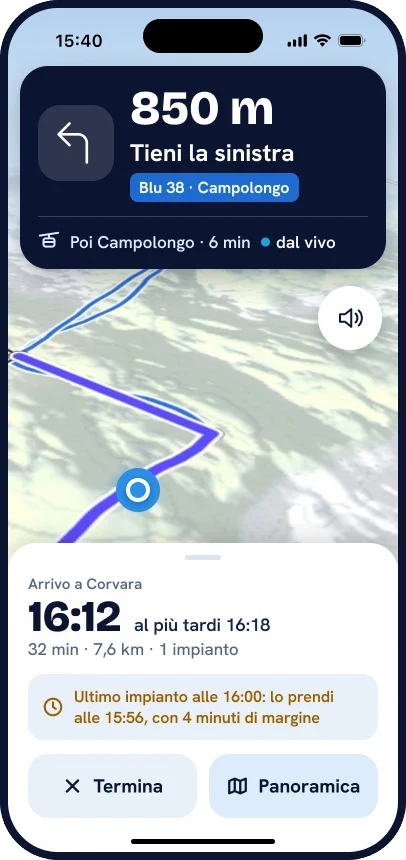 15:40
850 m
Tieni la sinistra
Blu 38 · Campolongo
Poi Campolongo · 6 min • dal vivo
Arrivo a Corvara
16:12 al più tardi 16:18
32 min · 7,6 km · 1 impianto
Ultimo impianto alle 16:00: lo prendi
alle 15:56, con 4 minuti di margine
Termina
Panoramica